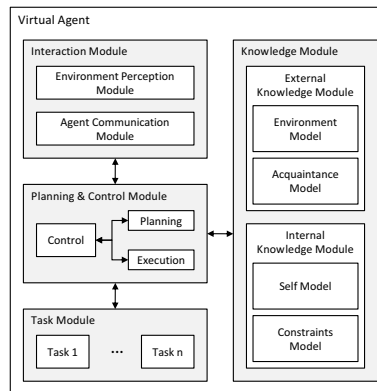 Virtual Agent
Interaction Module
Environment Perception
Module
Agent Communication
Module
Planning & Control Module
Control
Planning
Execution
Task Module
Task 1
...
Task n
Knowledge Module
External
Knowledge Module
Environment
Model
Acquaintance
Model
Internal
Knowledge Module
Self Model
Constraints
Model